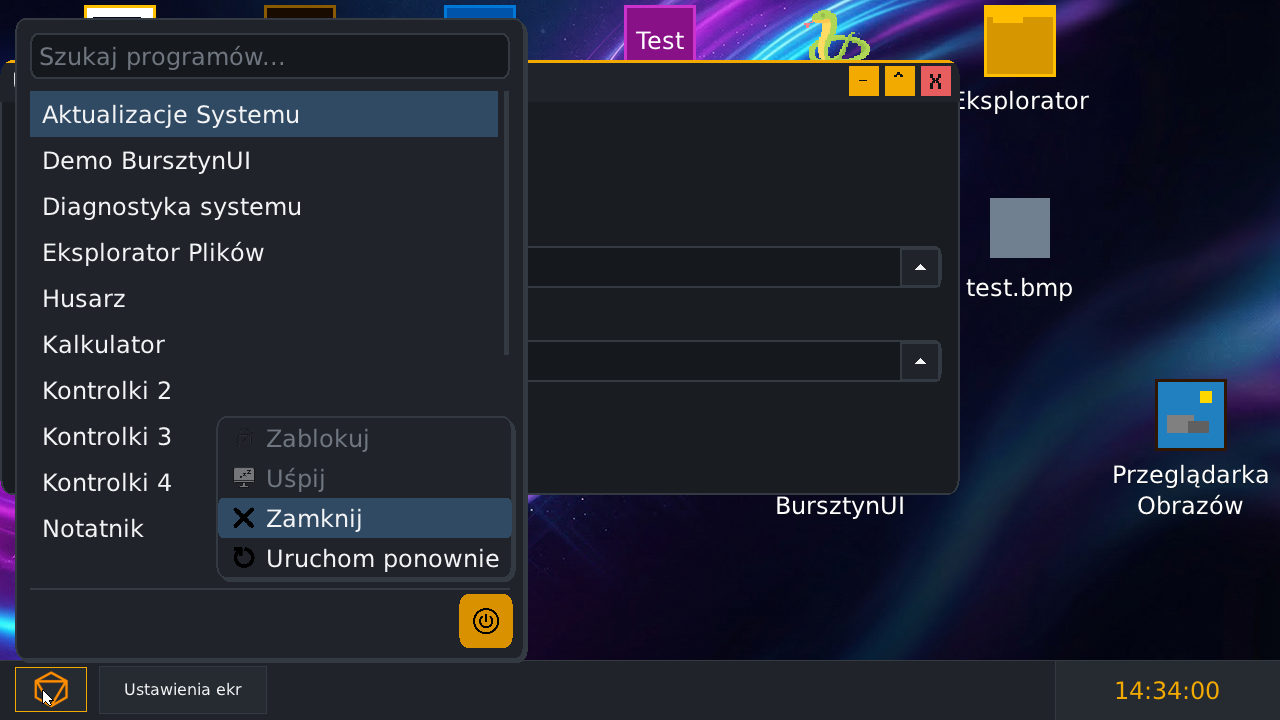 Szukaj programów...
Aktualizacje Systemu
Demo BursztynUI
Diagnostyka systemu
Eksplorator Plików
Husarz
Kalkulator
Kontrolki 2
Kontrolki 3
Kontrolki 4
Notatnik
Zablokuj
Uśpij
Zamknij
Uruchom ponownie
Test
Eksplorator
test.bmp
Przeglądarka
Obrazów
BursztynUI
Ustawienia ekr
14:34:00